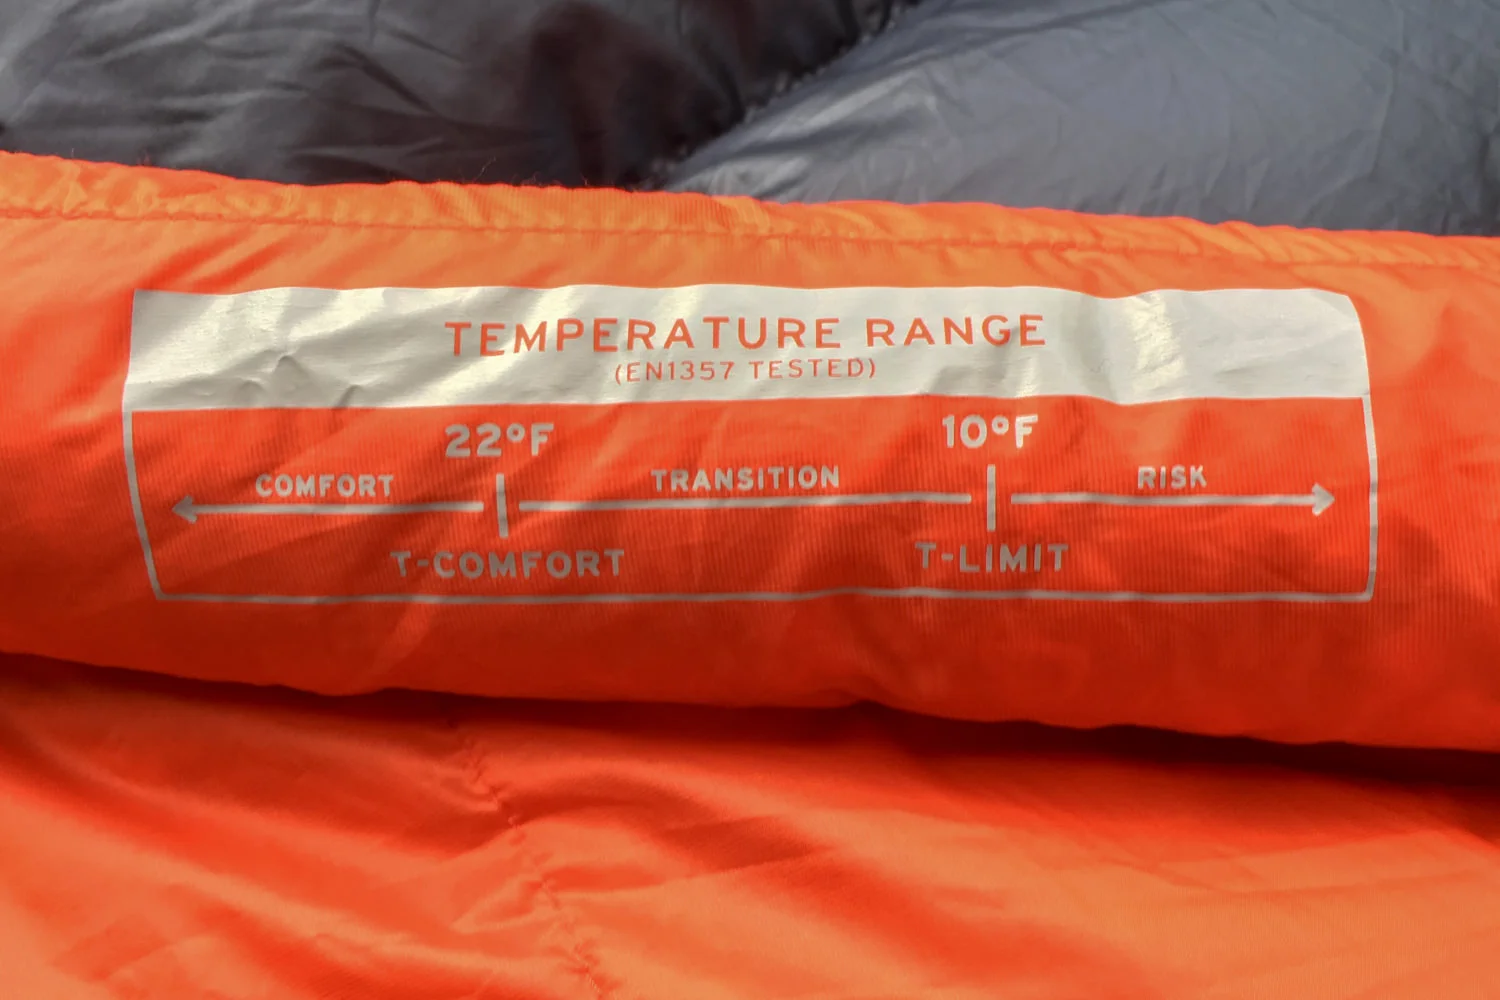 TEMPERATURE RANGE
(EN1357 TESTED)
22°F 10°F
COMFORT TRANSITION RISK
T-COMFORT T-LIMIT